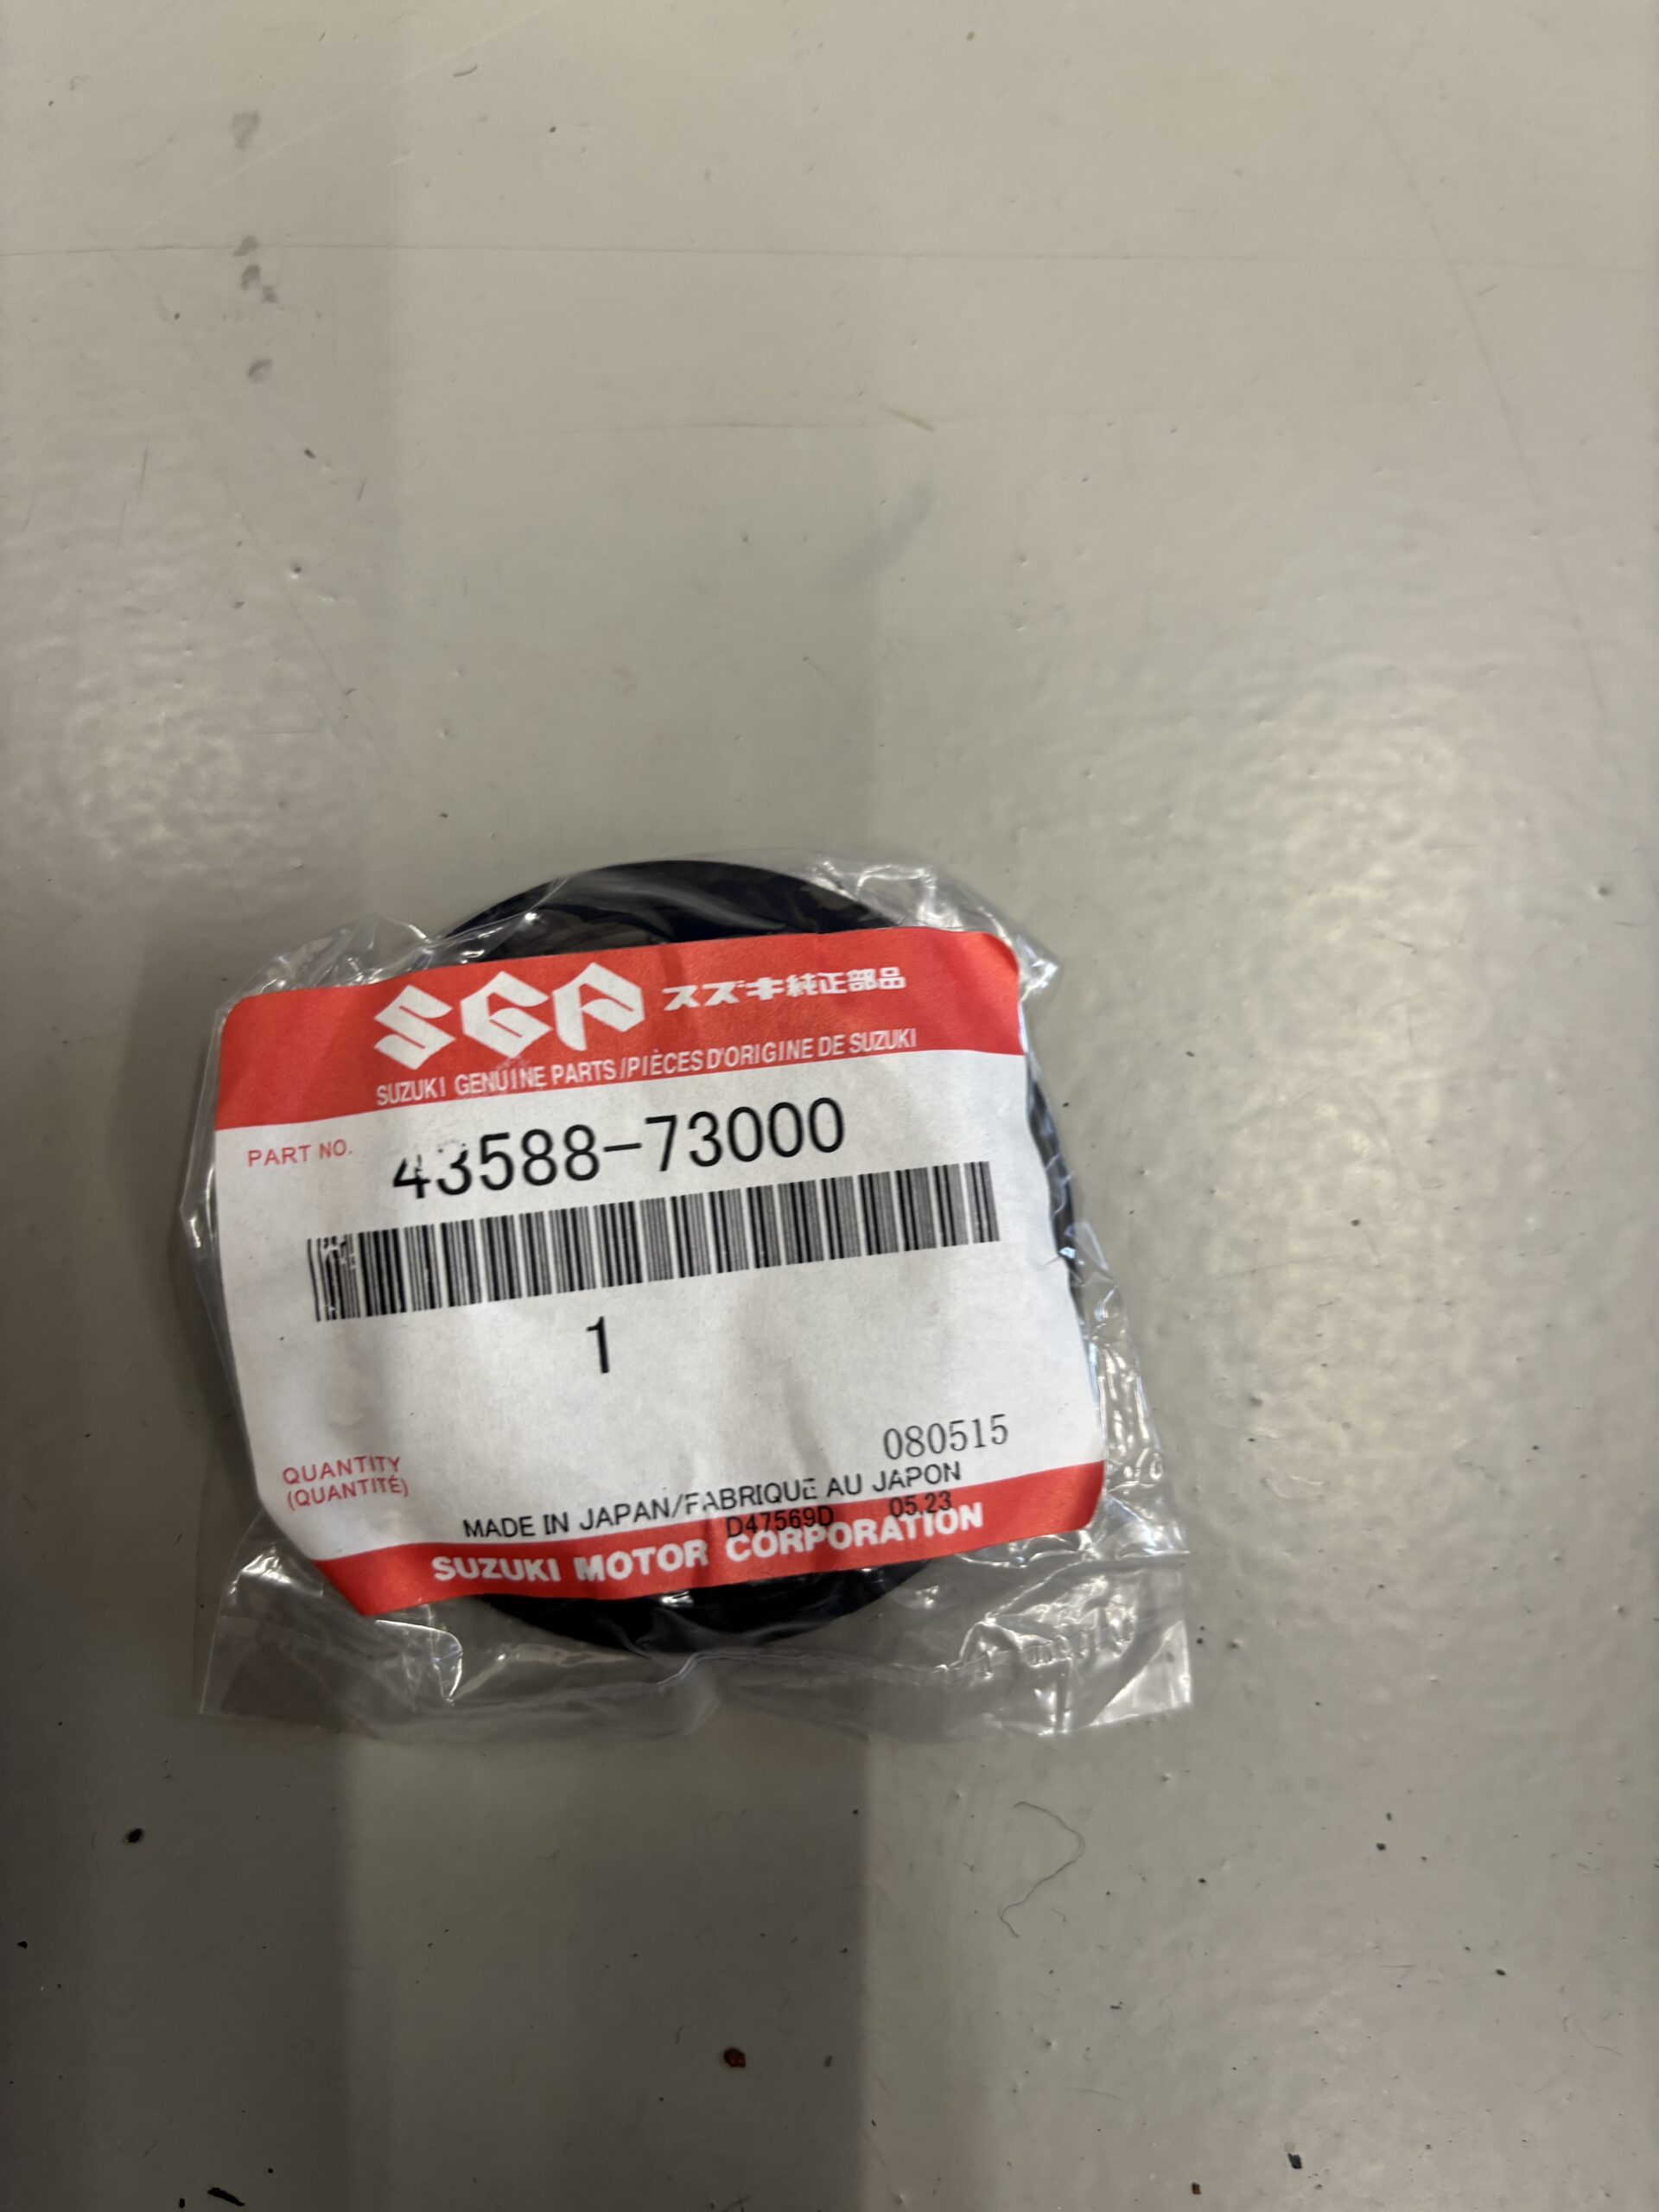 SGP スズキ純正部品
SUZUKI GENUINE PARTS/PIÈCES D'ORIGINE DE SUZUKI
PART NO. 43588-73000
1
080515
QUANTITY
(QUANTITÉ)
MADE IN JAPAN/FABRIQUE AU JAPON
D47569D 05.23
SUZUKI MOTOR CORPORATION